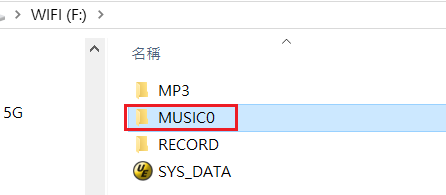 WIFI (F:)
名稱
5G
MP3
MUSIC0
RECORD
SYS_DATA